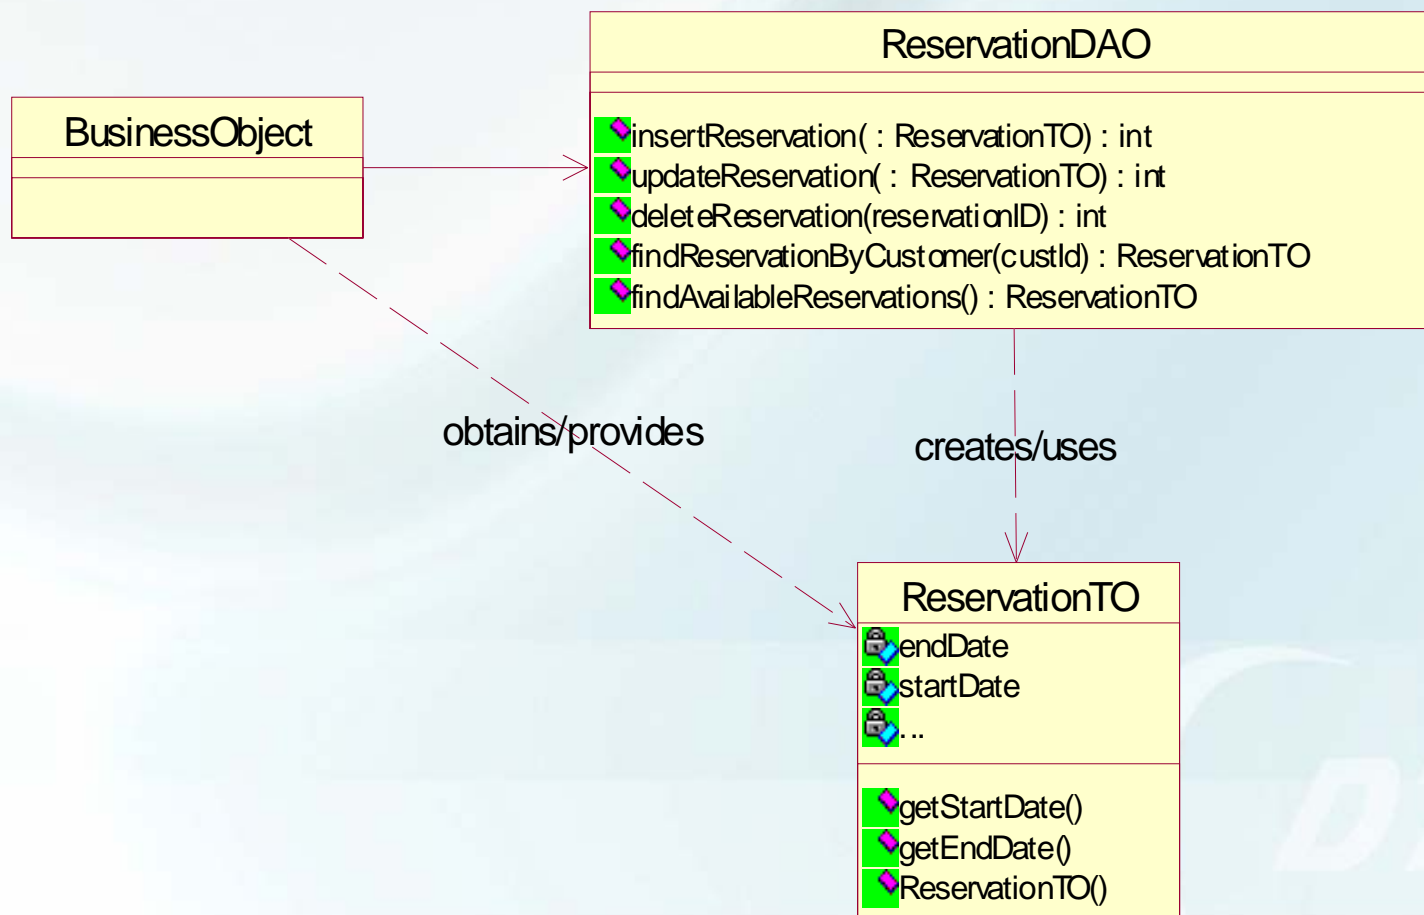 ReservationDAO
BusinessObject
insertReservation( : ReservationTO) : int
updateReservation( : ReservationTO) : int
deleteReservation(reservationID) : int
findReservationByCustomer(custId) : ReservationTO
findAvailableReservations() : ReservationTO
obtains/provides
creates/uses
ReservationTO
endDate
startDate
...
getStartDate()
getEndDate()
ReservationTO()